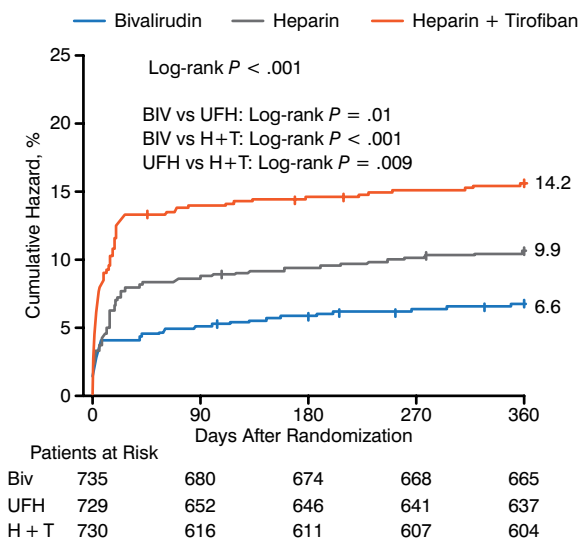 Bivalirudin Heparin Heparin + Tirofiban
Log-rank P < .001
BIV vs UFH: Log-rank P = .01
BIV vs H+T: Log-rank P < .001
UFH vs H+T: Log-rank P = .009
Cumulative Hazard, %
25
20
15
10
5
0
14.2
9.9
6.6
0 90 180 270 360
Days After Randomization
Patients at Risk
Biv 735 680 674 668 665
UFH 729 652 646 641 637
H + T 730 616 611 607 604